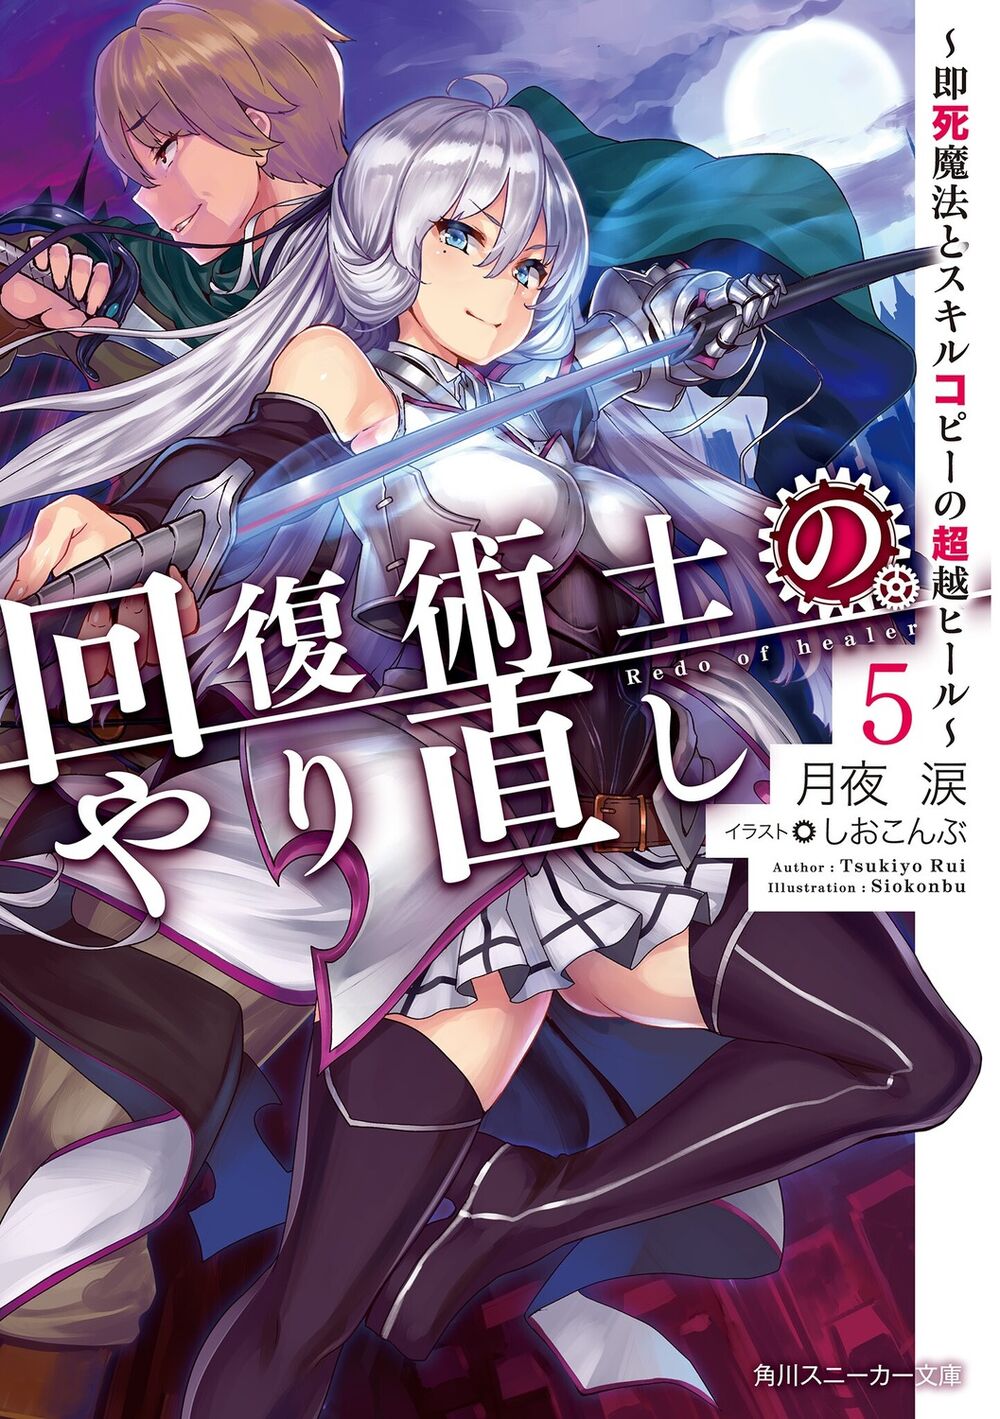 ～即死魔法とスキルコピーの超越ヒール～
回復術士の
やり直し
Redo of healer
5
月夜 涙
イラスト しおこんぶ
Author : Tsukiyo Rui
Illustration : Siokonbu
角川スニーカー文庫